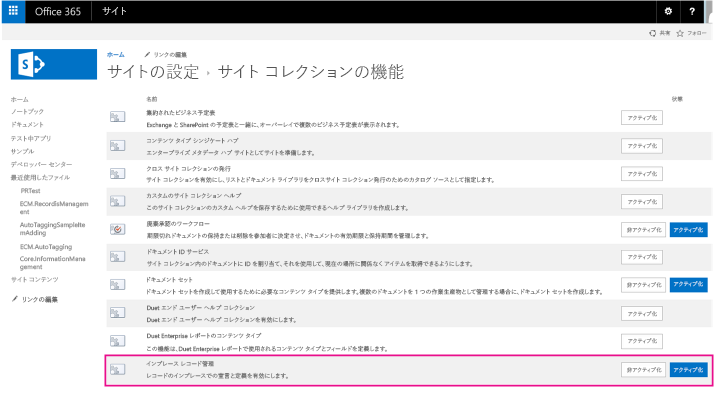 Office 365
サイト
?
共有
フォロー
S
ホーム
リンクの編集
サイトの設定 › サイト コレクションの機能
ホーム
ノートブック
ドキュメント
テスト中アプリ
サンプル
デベロッパー センター
最近使用したファイル
PRTest
ECM.RecordsManagem
ent
AutoTaggingSampleIte
mAdding
ECM.AutoTagging
Core.InformationMana
gement
サイト コンテンツ
リンクの編集
名前
状態
集約されたビジネス予定表
Exchange と SharePoint の予定表と一緒に、オーバーレイで複数のビジネス予定表が表示されます。
アクティブ化
コンテンツ タイプ シンジケート ハブ
エンタープライズ メタデータ ハブ サイトとしてサイトを準備します。
アクティブ化
クロス サイト コレクションの発行
サイト コレクションを有効にし、リストとドキュメント ライブラリをクロスサイト コレクション発行のためのカタログ ソースとして指定します。
アクティブ化
カスタムのサイト コレクション ヘルプ
このサイト コレクションのカスタム ヘルプを保存するために使用できるヘルプ ライブラリを作成します。
アクティブ化
廃棄承認のワークフロー
期限切れドキュメントの保持または削除を参加者に決定させ、ドキュメントの有効期限と保持期間を管理します。
非アクティブ化
アクティブ化
ドキュメント ID サービス
サイト コレクション内のドキュメントに ID を割り当て、それを使用して、現在の場所に関係なくアイテムを取得できるようにします。
アクティブ化
ドキュメント セット
ドキュメント セットを作成して使用するために必要なコンテンツ タイプを提供します。複数のドキュメントを 1 つの作業生産物として管理する場合に、ドキュメント セットを作成します。
非アクティブ化
アクティブ化
Duet エンド ユーザー ヘルプ コレクション
Duet エンド ユーザー ヘルプ コレクションを有効にします。
アクティブ化
Duet Enterprise レポートのコンテンツ タイプ
この機能は、Duet Enterprise レポートで使用されるコンテンツ タイプとフィールドを定義します。
アクティブ化
インプレース レコード管理
レコードのインプレースでの宣言と定義を有効にします。
非アクティブ化
アクティブ化